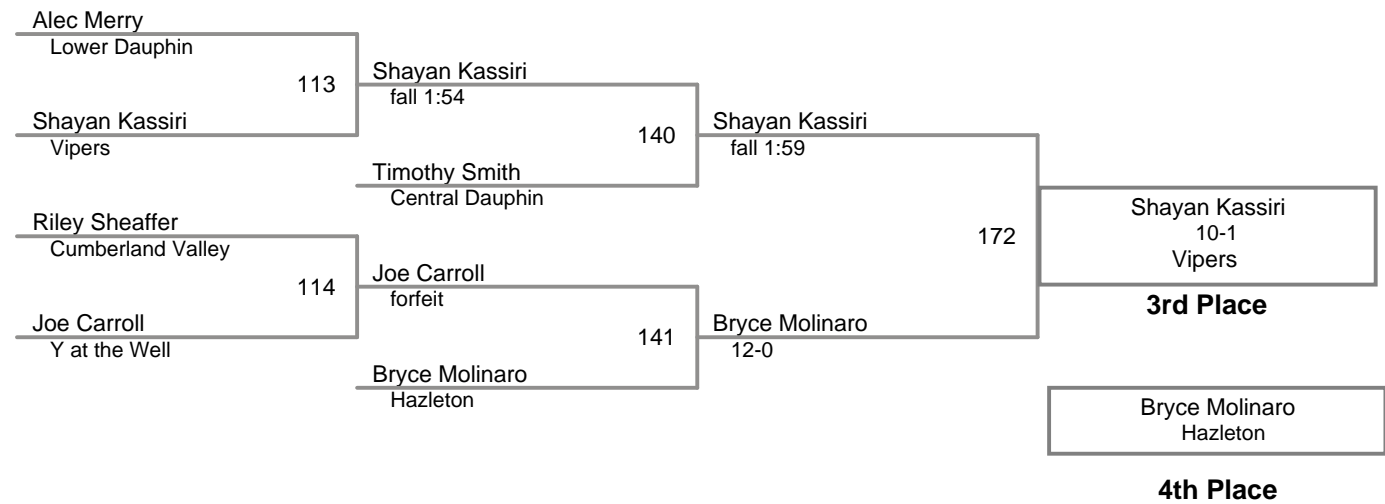 Alec Merry
Lower Dauphin
113
Shayan Kassiri
Vipers
Shayan Kassiri
fall 1:54
140
Timothy Smith
Central Dauphin
Riley Sheaffer
Cumberland Valley
114
Joe Carroll
Y at the Well
Joe Carroll
forfeit
141
Bryce Molinaro
Hazleton
Shayan Kassiri
fall 1:59
172
Bryce Molinaro
12-0
Shayan Kassiri
10-1
Vipers
3rd Place
Bryce Molinaro
Hazleton
4th Place